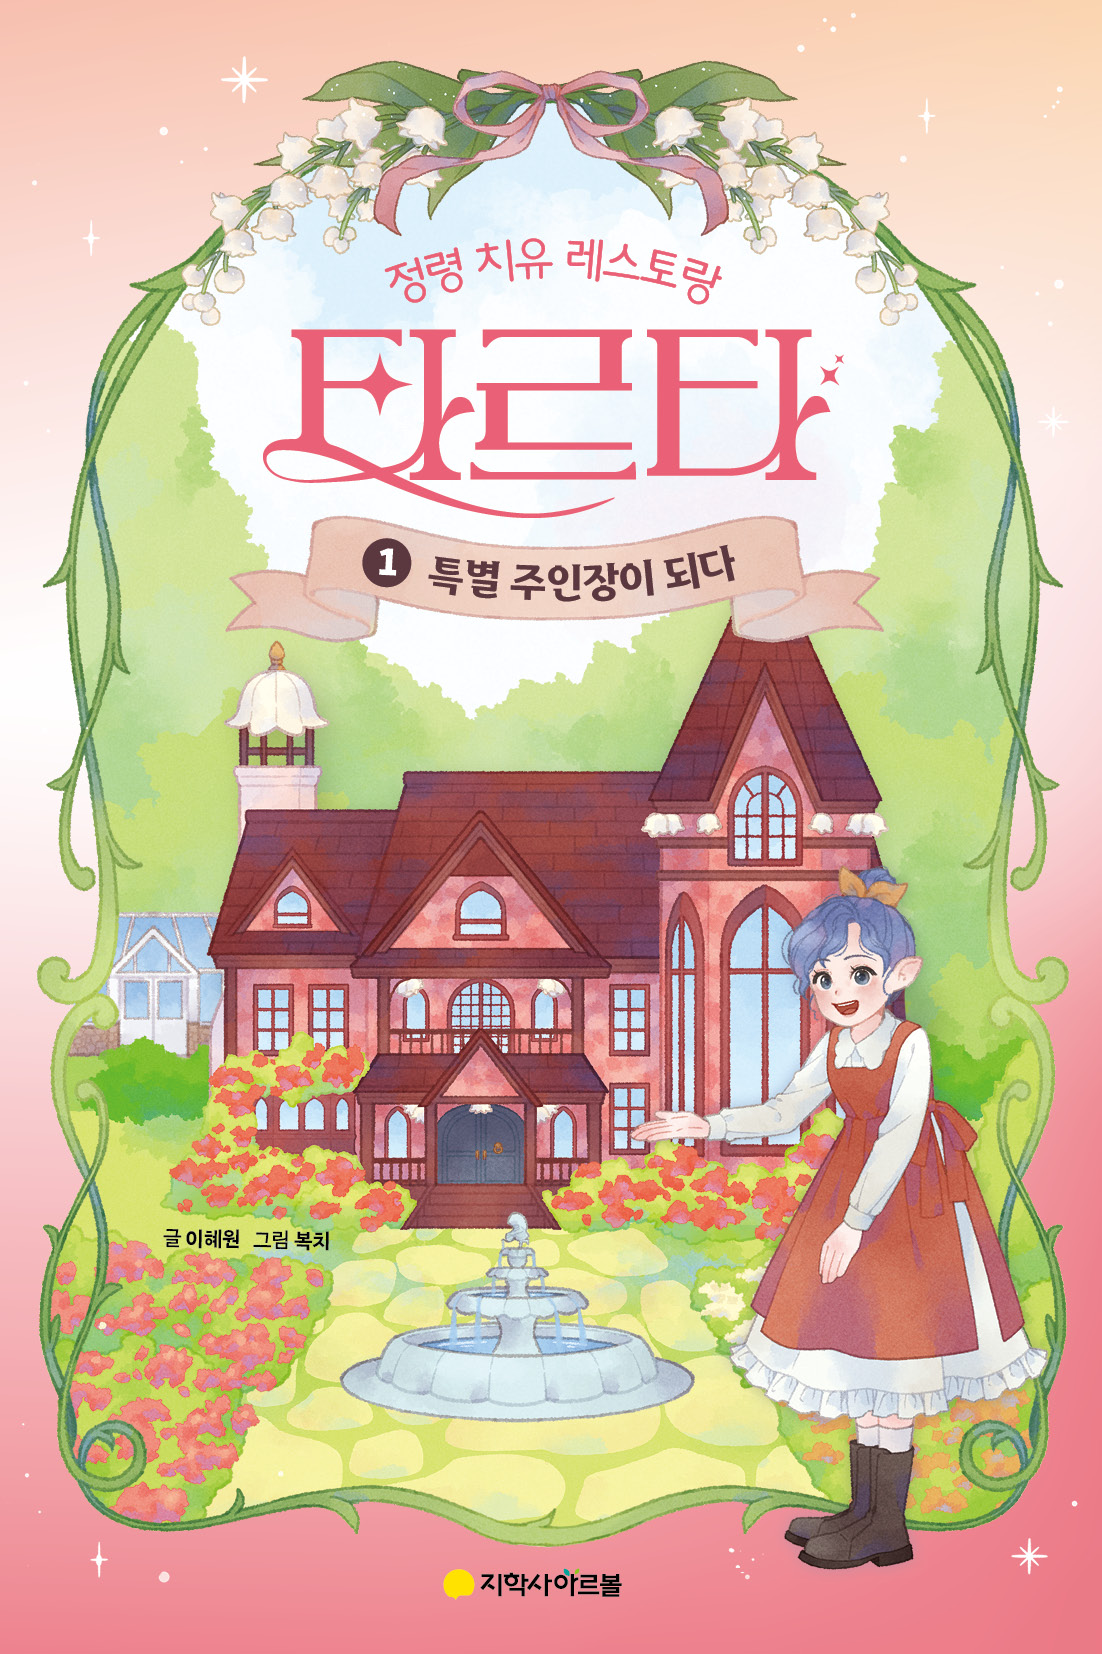 정령 치유 레스토랑
타르타
1 특별 주인장이 되다
글 이혜원 그림 복치
지학사아르볼